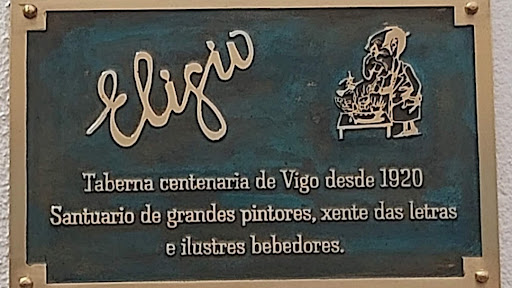 Eligio
Taberna centenaria de Vigo desde 1920
Santuario de grandes pintores, xente das letras
e ilustres bebedores.